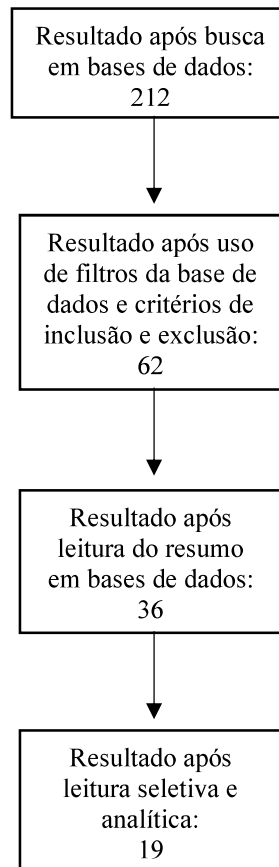 Resultado após busca
em bases de dados:
212
Resultado após uso
de filtros da base de
dados e critérios de
inclusão e exclusão:
62
Resultado após
leitura do resumo
em bases de dados:
36
Resultado após
leitura seletiva e
analítica:
19